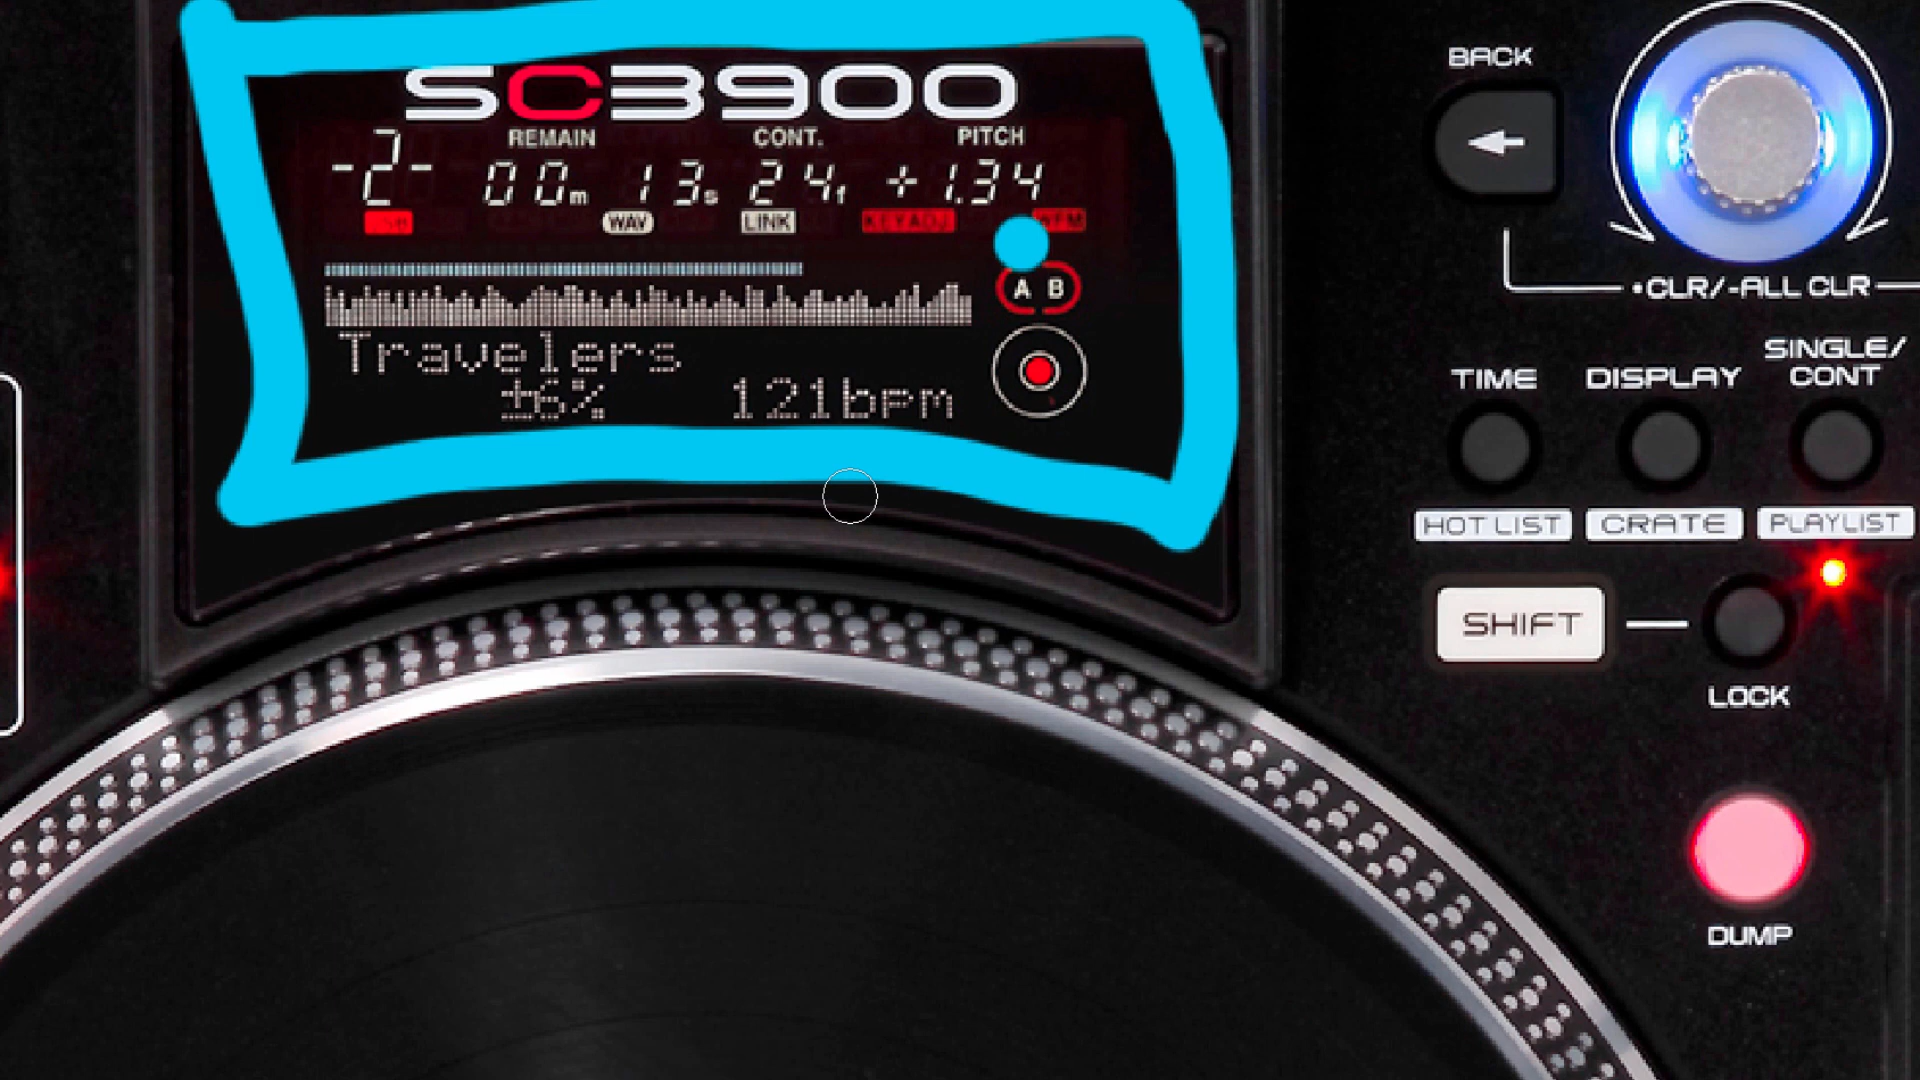 SC3900
REMAIN CONT. PITCH
-2- 00m 13s 24f +1.34
WAV LINK KEYADJ
A B
Travelers
±6% 121bpm
BACK
•CLR/-ALL CLR
TIME DISPLAY SINGLE/
CONT
HOT LIST CRATE PLAYLIST
SHIFT
LOCK
DUMP